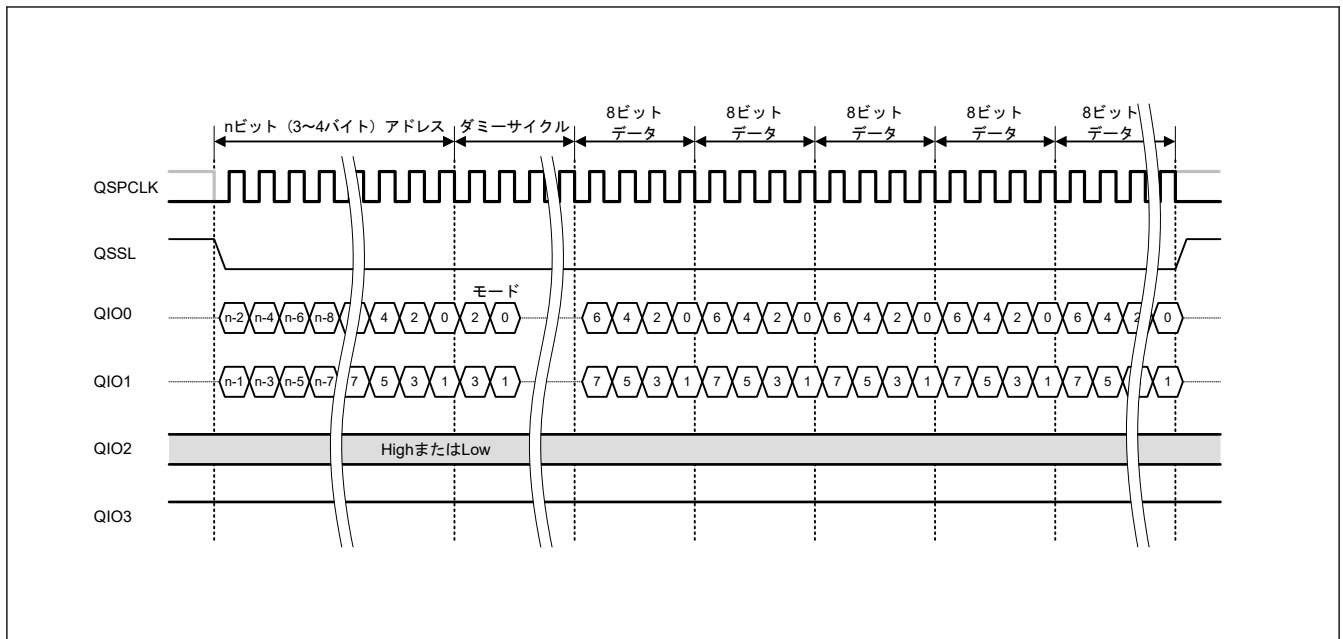 8ビット 8ビット 8ビット 8ビット 8ビット
nビット（3～4バイト）アドレス ダミーサイクル データ データ データ データ データ
QSPCLK
QSSL
モード
QIO0 n-2 n-4 n-6 n-8 4 2 0 2 0 6 4 2 0 6 4 2 0 6 4 2 0 6 4 2 0 6 4 2 0
QIO1 n-1 n-3 n-5 n-7 7 5 3 1 3 1 7 5 3 1 7 5 3 1 7 5 3 1 7 5 3 1 7 5 1
QIO2 HighまたはLow
QIO3